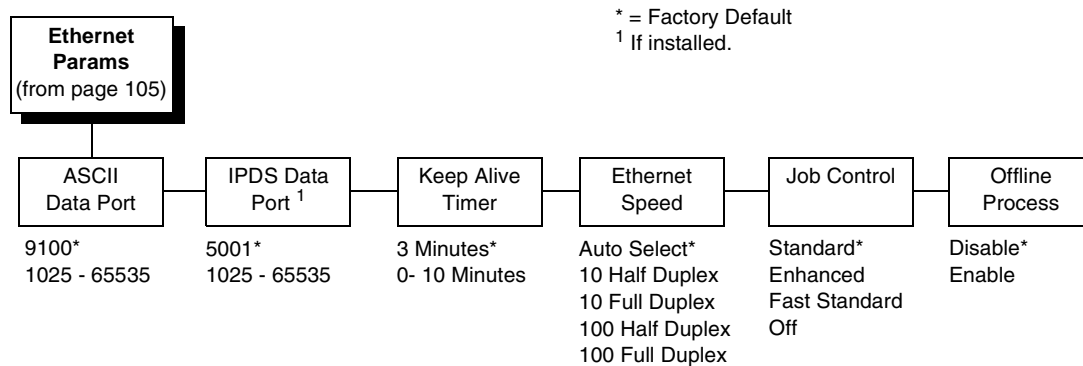 * = Factory Default
1 If installed.
Ethernet
Params
(from page 105)
ASCII
Data Port
9100*
1025 - 65535
IPDS Data
Port 1
5001*
1025 - 65535
Keep Alive
Timer
3 Minutes*
0- 10 Minutes
Ethernet
Speed
Auto Select*
10 Half Duplex
10 Full Duplex
100 Half Duplex
100 Full Duplex
Job Control
Standard*
Enhanced
Fast Standard
Off
Offline
Process
Disable*
Enable